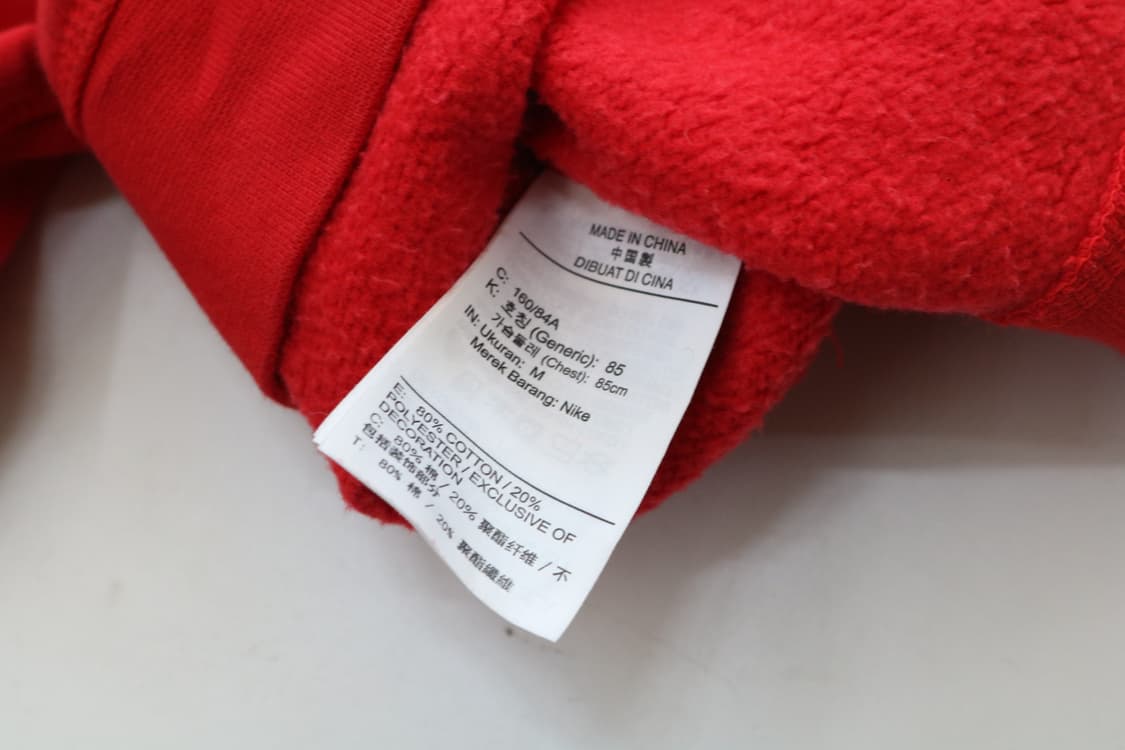 MADE IN CHINA
中国製
DIBUAT DI CINA
C: 160/84A
K: 호칭 (Generic): 85
가슴둘레 (Chest): 85cm
IN: Ukuran: M
Merek Barang: Nike
E: 80% COTTON / 20%
POLYESTER / EXCLUSIVE OF
DECORATION
C: 80% 棉 / 20% 聚酯纤维 / 不
包括装饰部分
T: 80% 棉 / 20% 聚酯纖維